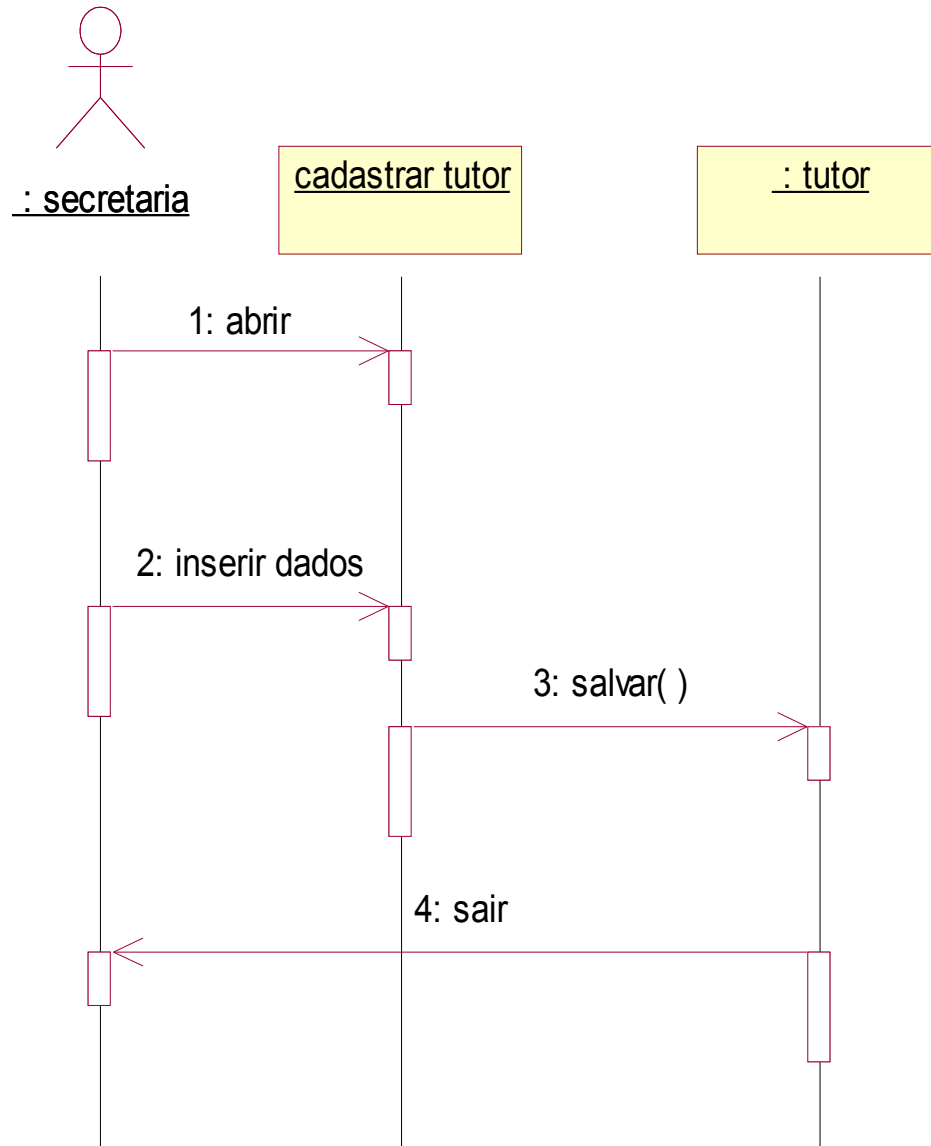 : secretaria
cadastrar tutor
: tutor
1: abrir
2: inserir dados
3: salvar( )
4: sair